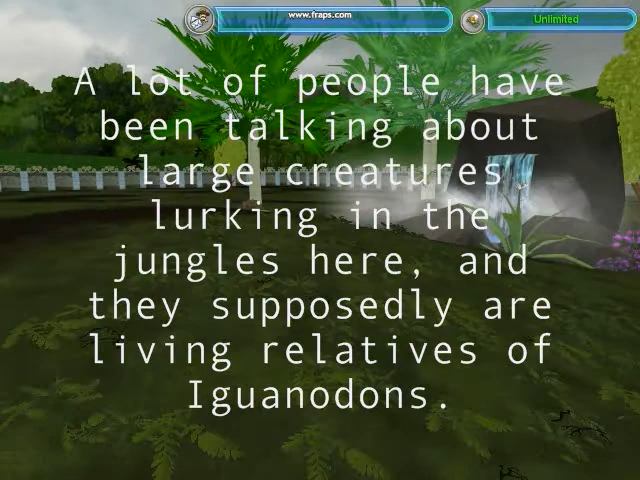 www.fraps.com
Unlimited
A lot of people have
been talking about
large creatures
lurking in the
jungles here, and
they supposedly are
living relatives of
Iguanodons.